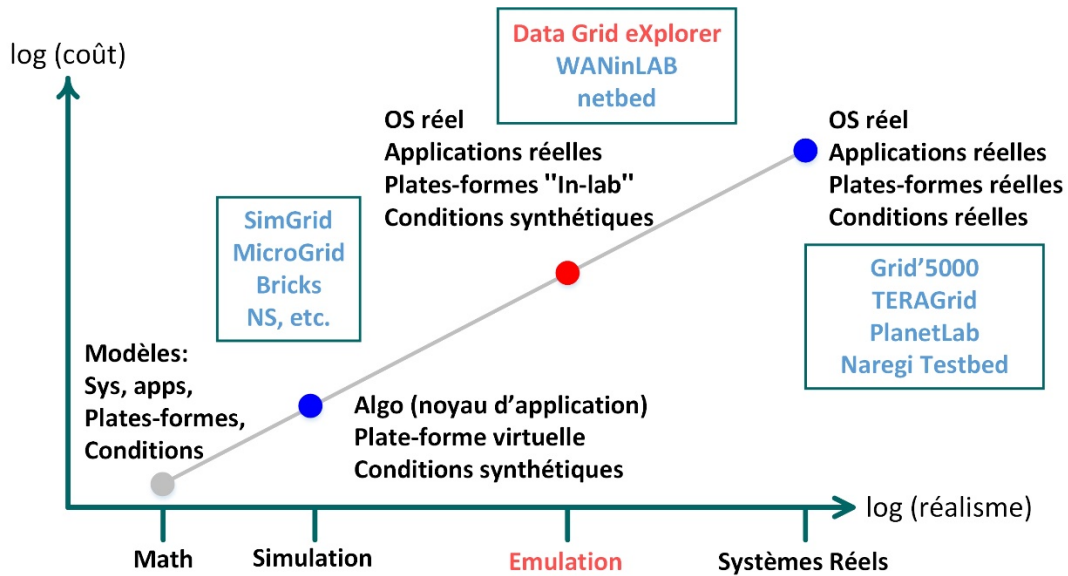 log (coût)
Data Grid eXplorer
WANinLAB
netbed
OS réel
Applications réelles
Plates-formes "In-lab"
Conditions synthétiques
OS réel
Applications réelles
Plates-formes réelles
Conditions réelles
SimGrid
MicroGrid
Bricks
NS, etc.
Grid’5000
TERAGrid
PlanetLab
Naregi Testbed
Modèles:
Sys, apps,
Plates-formes,
Conditions
Algo (noyau d’application)
Plate-forme virtuelle
Conditions synthétiques
log (réalisme)
Math
Simulation
Emulation
Systèmes Réels